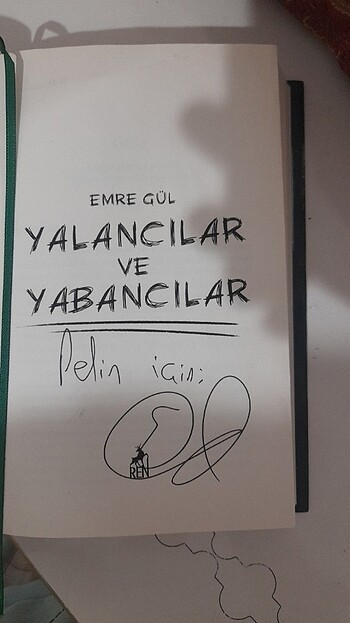 EMRE GÜL
YALANCILAR
VE
YABANCILAR
Pelin için;
REN